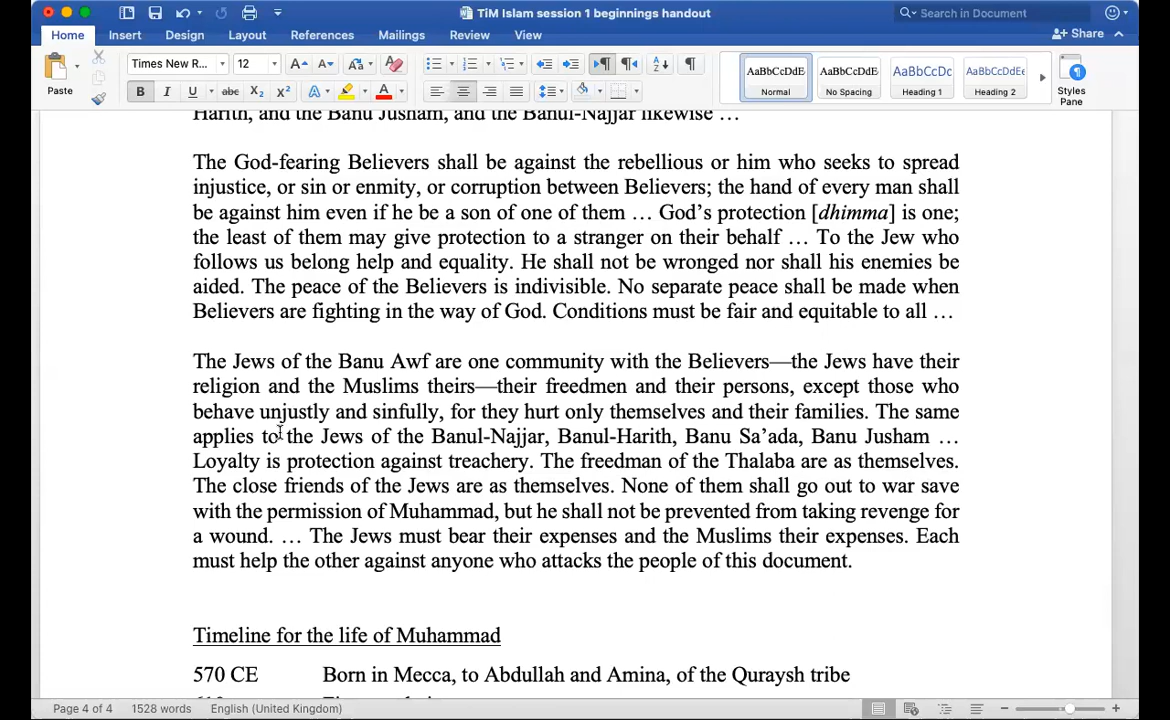 TiM Islam session 1 beginnings handout
Search in Document
Home
Insert
Design
Layout
References
Mailings
Review
View
Share
Paste
Times New R...
12
AaBbCcDdE
Normal
AaBbCcDdE
No Spacing
AaBbCcDc
Heading 1
AaBbCcDdEe
Heading 2
Styles
Pane
Harith, and the Banu Jusham, and the Banul-Najjar likewise …
The God-fearing Believers shall be against the rebellious or him who seeks to spread
injustice, or sin or enmity, or corruption between Believers; the hand of every man shall
be against him even if he be a son of one of them … God’s protection [dhimma] is one;
the least of them may give protection to a stranger on their behalf … To the Jew who
follows us belong help and equality. He shall not be wronged nor shall his enemies be
aided. The peace of the Believers is indivisible. No separate peace shall be made when
Believers are fighting in the way of God. Conditions must be fair and equitable to all …
The Jews of the Banu Awf are one community with the Believers—the Jews have their
religion and the Muslims theirs—their freedmen and their persons, except those who
behave unjustly and sinfully, for they hurt only themselves and their families. The same
applies to the Jews of the Banul-Najjar, Banul-Harith, Banu Sa’ada, Banu Jusham …
Loyalty is protection against treachery. The freedman of the Thalaba are as themselves.
The close friends of the Jews are as themselves. None of them shall go out to war save
with the permission of Muhammad, but he shall not be prevented from taking revenge for
a wound. … The Jews must bear their expenses and the Muslims their expenses. Each
must help the other against anyone who attacks the people of this document.
Timeline for the life of Muhammad
570 CE Born in Mecca, to Abdullah and Amina, of the Quraysh tribe
Page 4 of 4
1528 words
English (United Kingdom)